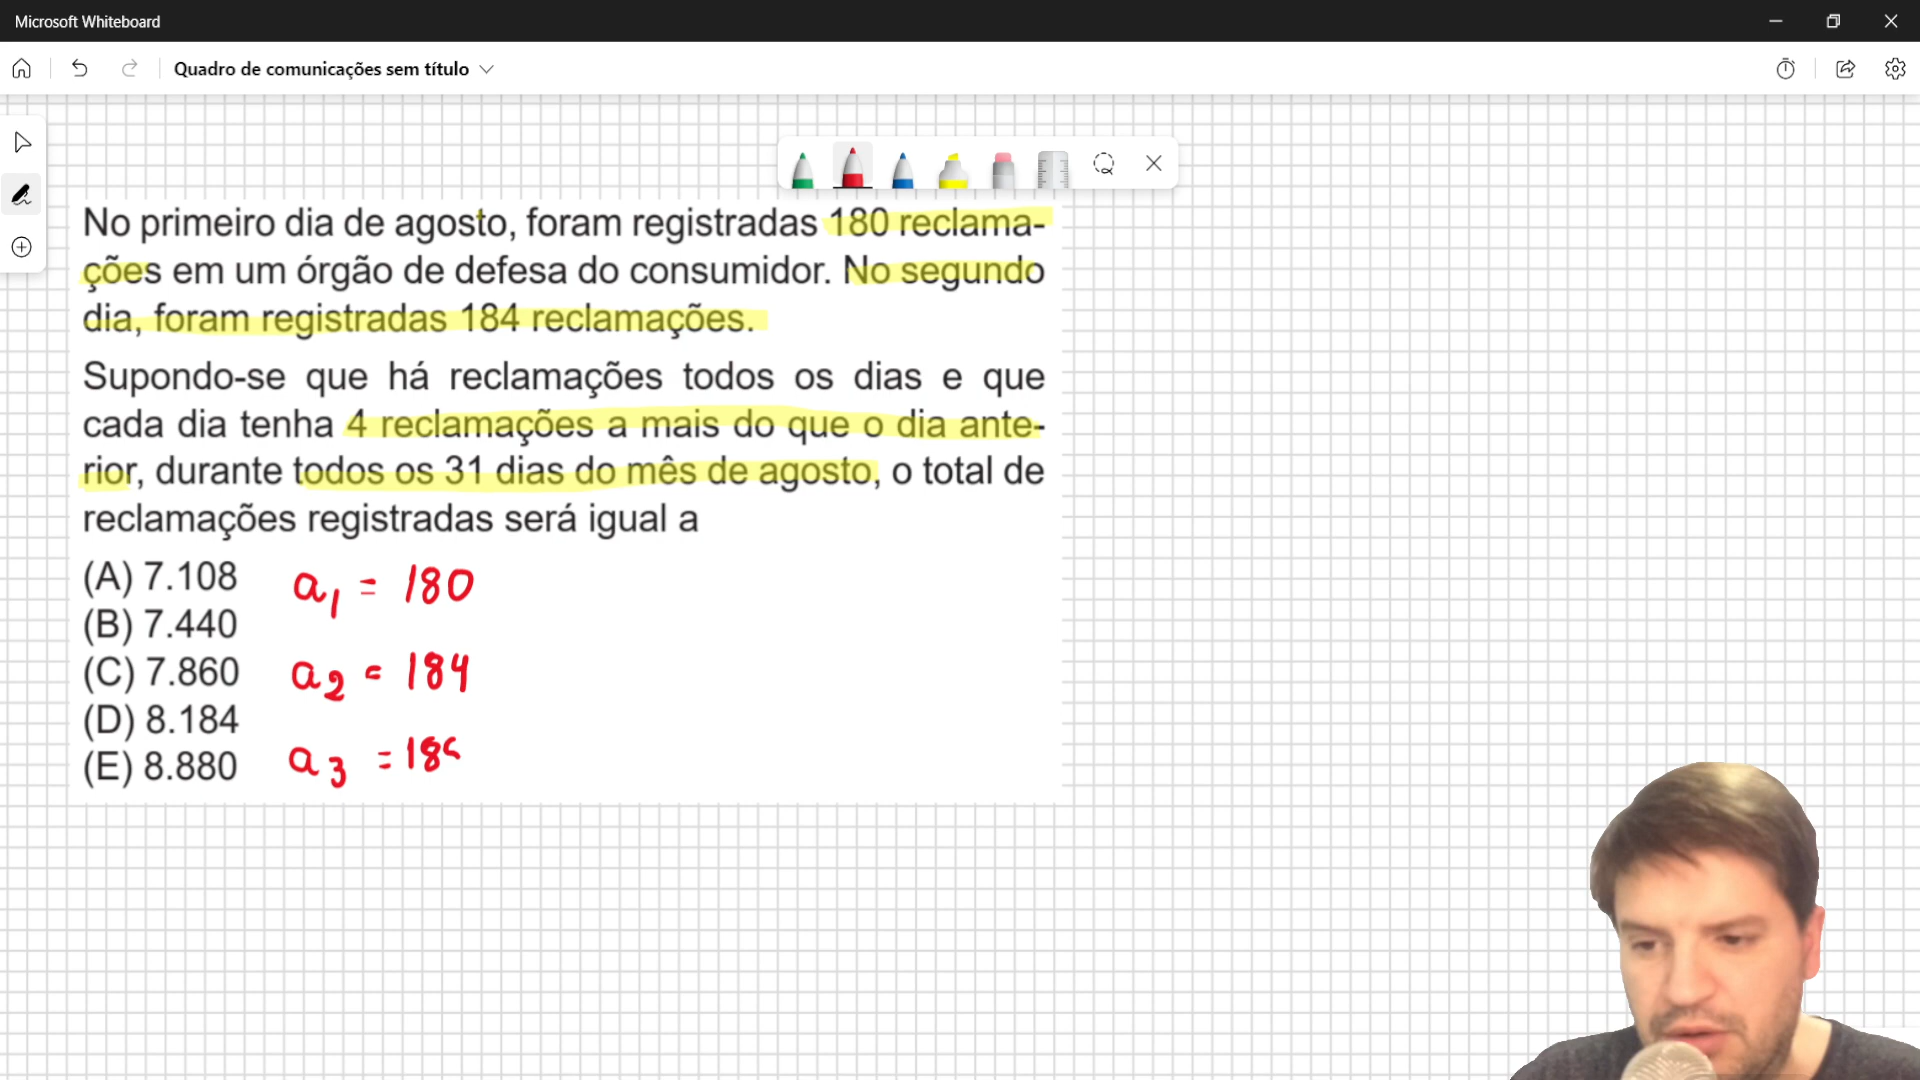 Microsoft Whiteboard
Quadro de comunicações sem título
No primeiro dia de agosto, foram registradas 180 reclama-
ções em um órgão de defesa do consumidor. No segundo
dia, foram registradas 184 reclamações.
Supondo-se que há reclamações todos os dias e que
cada dia tenha 4 reclamações a mais do que o dia ante-
rior, durante todos os 31 dias do mês de agosto, o total de
reclamações registradas será igual a
(A) 7.108
(B) 7.440
(C) 7.860
(D) 8.184
(E) 8.880
a1 = 180
a2 = 184
a3 = 18